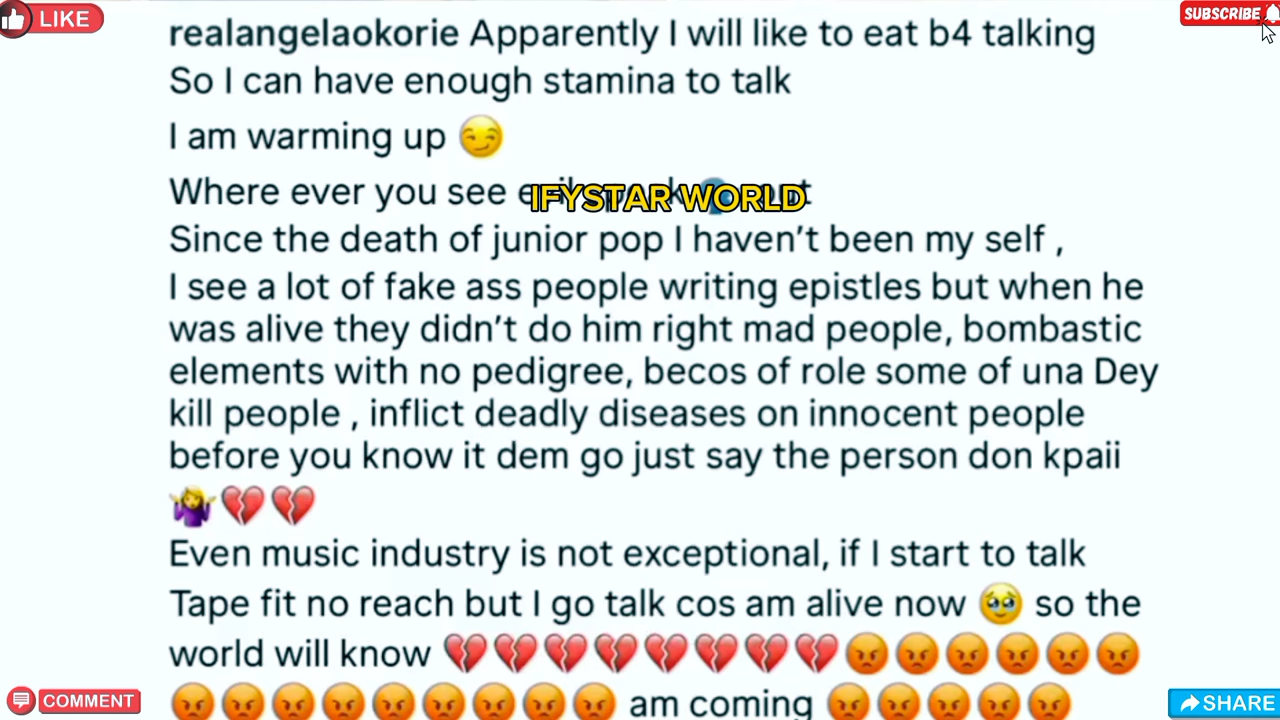 LIKE
SUBSCRIBE
realangelaokorie Apparently I will like to eat b4 talking
So I can have enough stamina to talk
I am warming up 😏
Where ever you see
IFYSTAR WORLD
Since the death of junior pop I haven't been my self ,
I see a lot of fake ass people writing epistles but when he
was alive they didn't do him right mad people, bombastic
elements with no pedigree, becos of role some of una Dey
kill people , inflict deadly diseases on innocent people
before you know it dem go just say the person don kpaii
🤷‍♀️💔💔
Even music industry is not exceptional, if I start to talk
Tape fit no reach but I go talk cos am alive now 🥹 so the
world will know 💔💔💔💔💔💔💔💔😡😡😡😡😡😡
😡😡😡😡😡😡😡😡😡 am coming 😡😡😡😡😡
COMMENT
SHARE